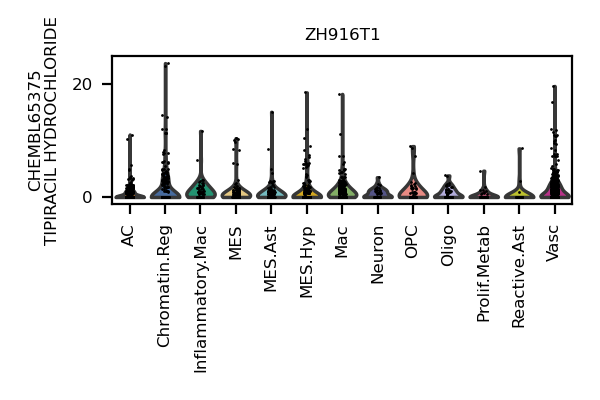 ZH916T1
CHEMBL65375
TIPIRACIL HYDROCHLORIDE
20
0
AC
Chromatin.Reg
Inflammatory.Mac
MES
MES.Ast
MES.Hyp
Mac
Neuron
OPC
Oligo
Prolif.Metab
Reactive.Ast
Vasc